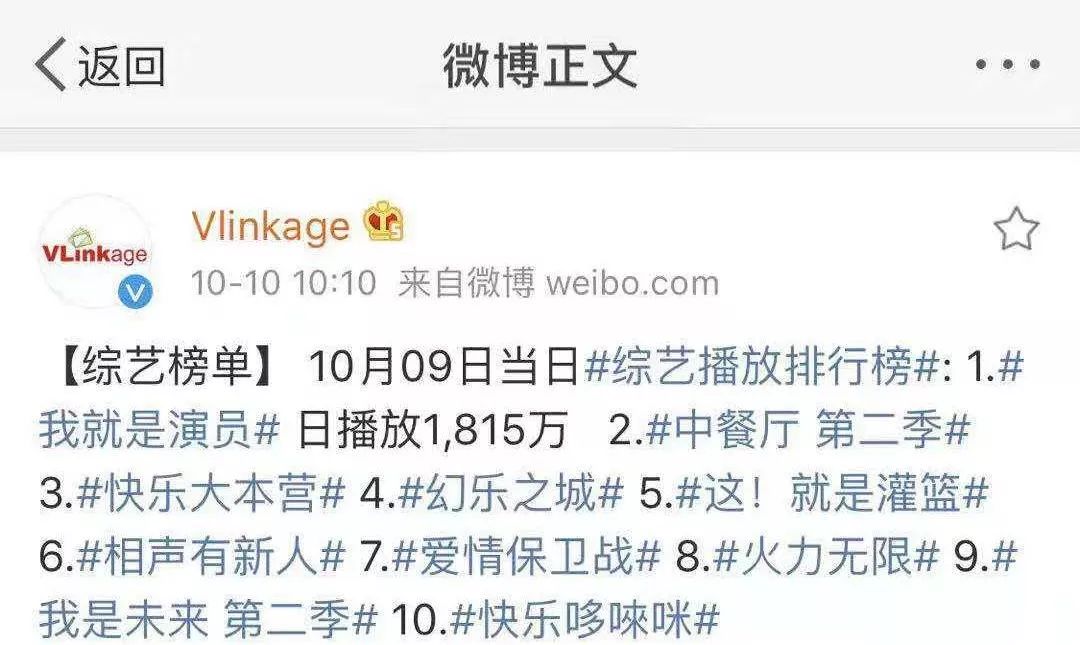 返回 微博正文 ···
VLinkage
Vlinkage
10-10 10:10 来自微博 weibo.com
【综艺榜单】 10月09日当日#综艺播放排行榜#: 1.#
我就是演员# 日播放1,815万 2.#中餐厅 第二季#
3.#快乐大本营# 4.#幻乐之城# 5.#这！就是灌篮#
6.#相声有新人# 7.#爱情保卫战# 8.#火力无限# 9.#
我是未来 第二季# 10.#快乐哆唻咪#